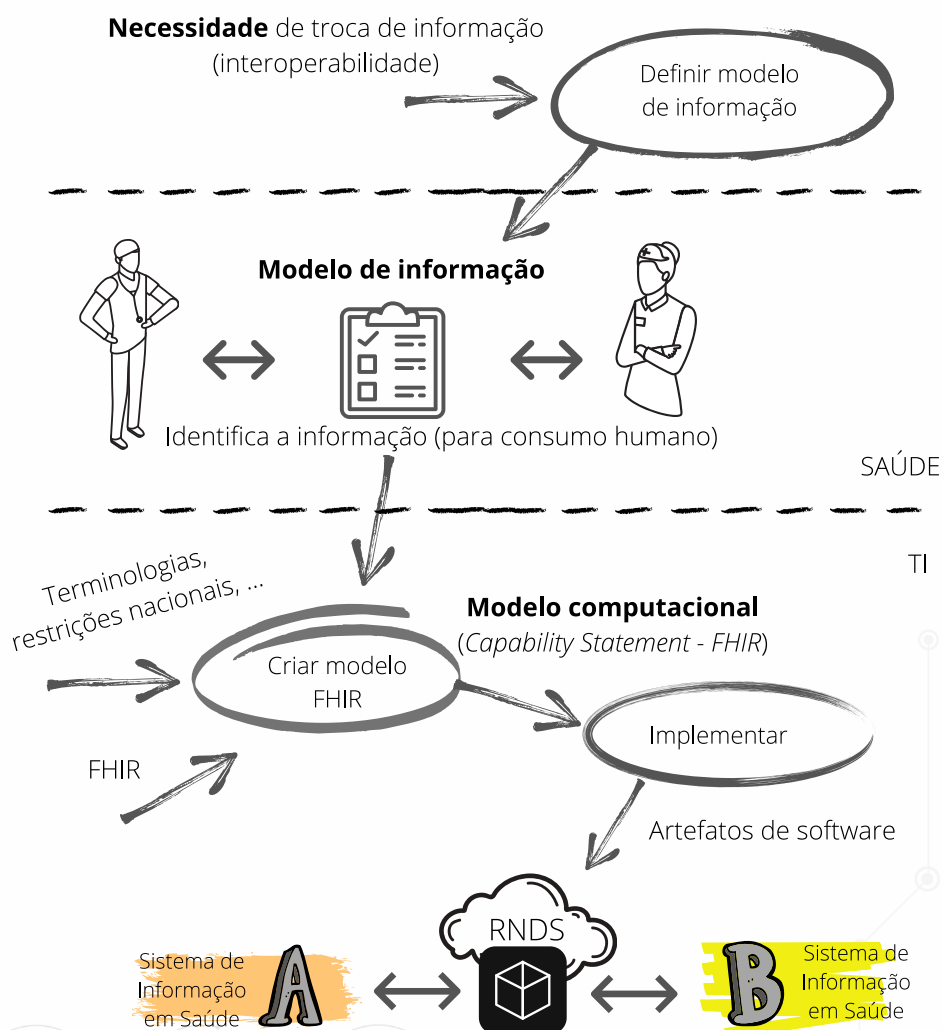 Necessidade de troca de informação
(interoperabilidade)
Definir modelo
de informação
Modelo de informação
Identifica a informação (para consumo humano)
SAÚDE
TI
Terminologias,
restrições nacionais, ...
Modelo computacional
(Capability Statement - FHIR)
Criar modelo
FHIR
Implementar
FHIR
Artefatos de software
RNDS
Sistema de
Informação
em Saúde
A
B
Sistema de
Informação
em Saúde